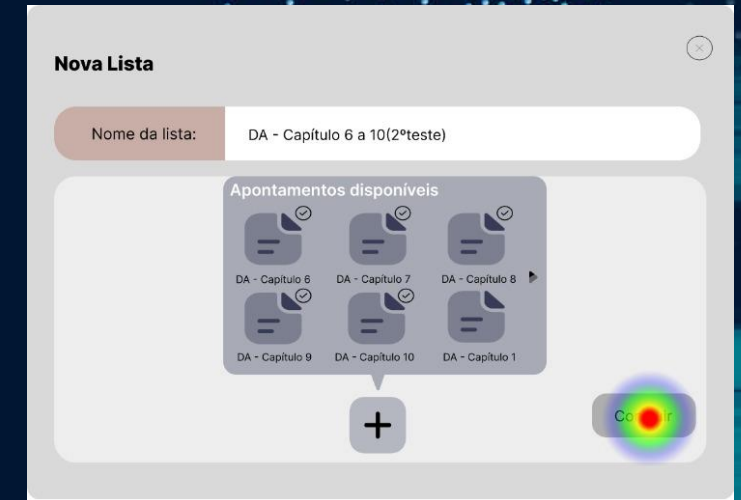 Nova Lista
Nome da lista:
DA - Capítulo 6 a 10(2ºteste)
Apontamentos disponíveis
DA - Capítulo 6
DA - Capítulo 7
DA - Capítulo 8
DA - Capítulo 9
DA - Capítulo 10
DA - Capítulo 1